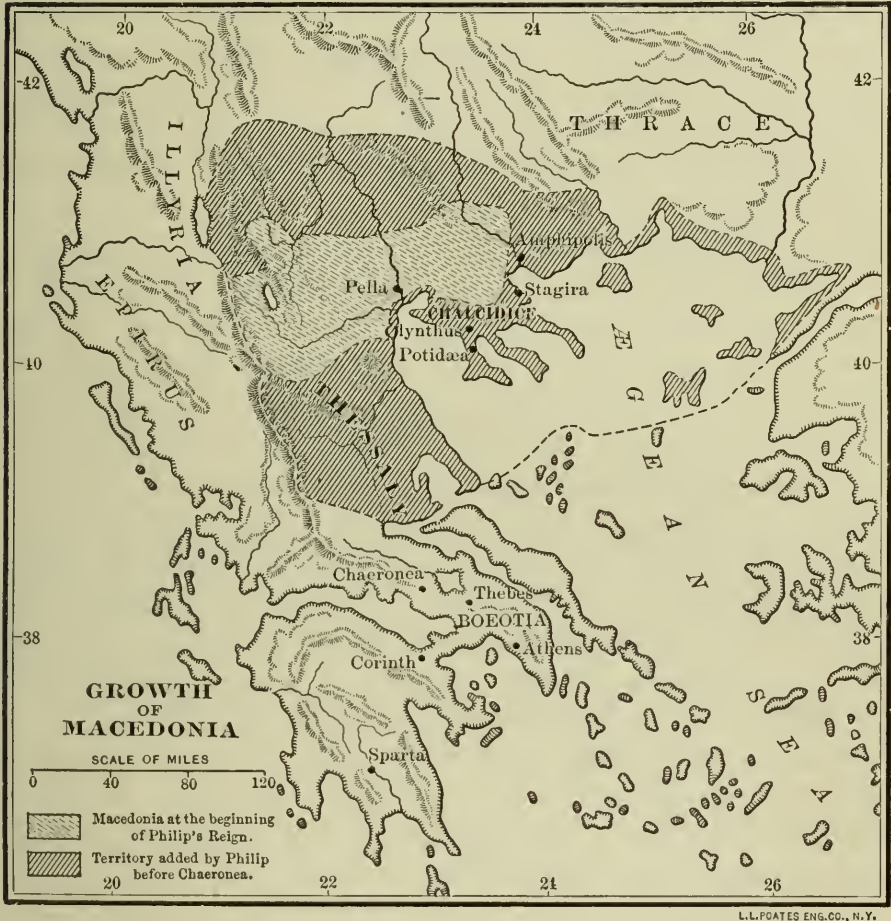 20 22 24 26
42 42
ILLYRIA
THRACE
EPIRUS
Amphipolis
Pella
Stagira
CHALCIDICE
Olynthus
Potidæa
40 40
THESSALY
ÆGEAN SEA
Chaeronea
Thebes
BOEOTIA
38 38
Athens
Corinth
GROWTH
OF
MACEDONIA
SCALE OF MILES
0 40 80 120
Sparta
Macedonia at the beginning
of Philip's Reign.
Territory added by Philip
before Chaeronea.
20 22 24 26
L.L.POATES ENG.CO., N.Y.